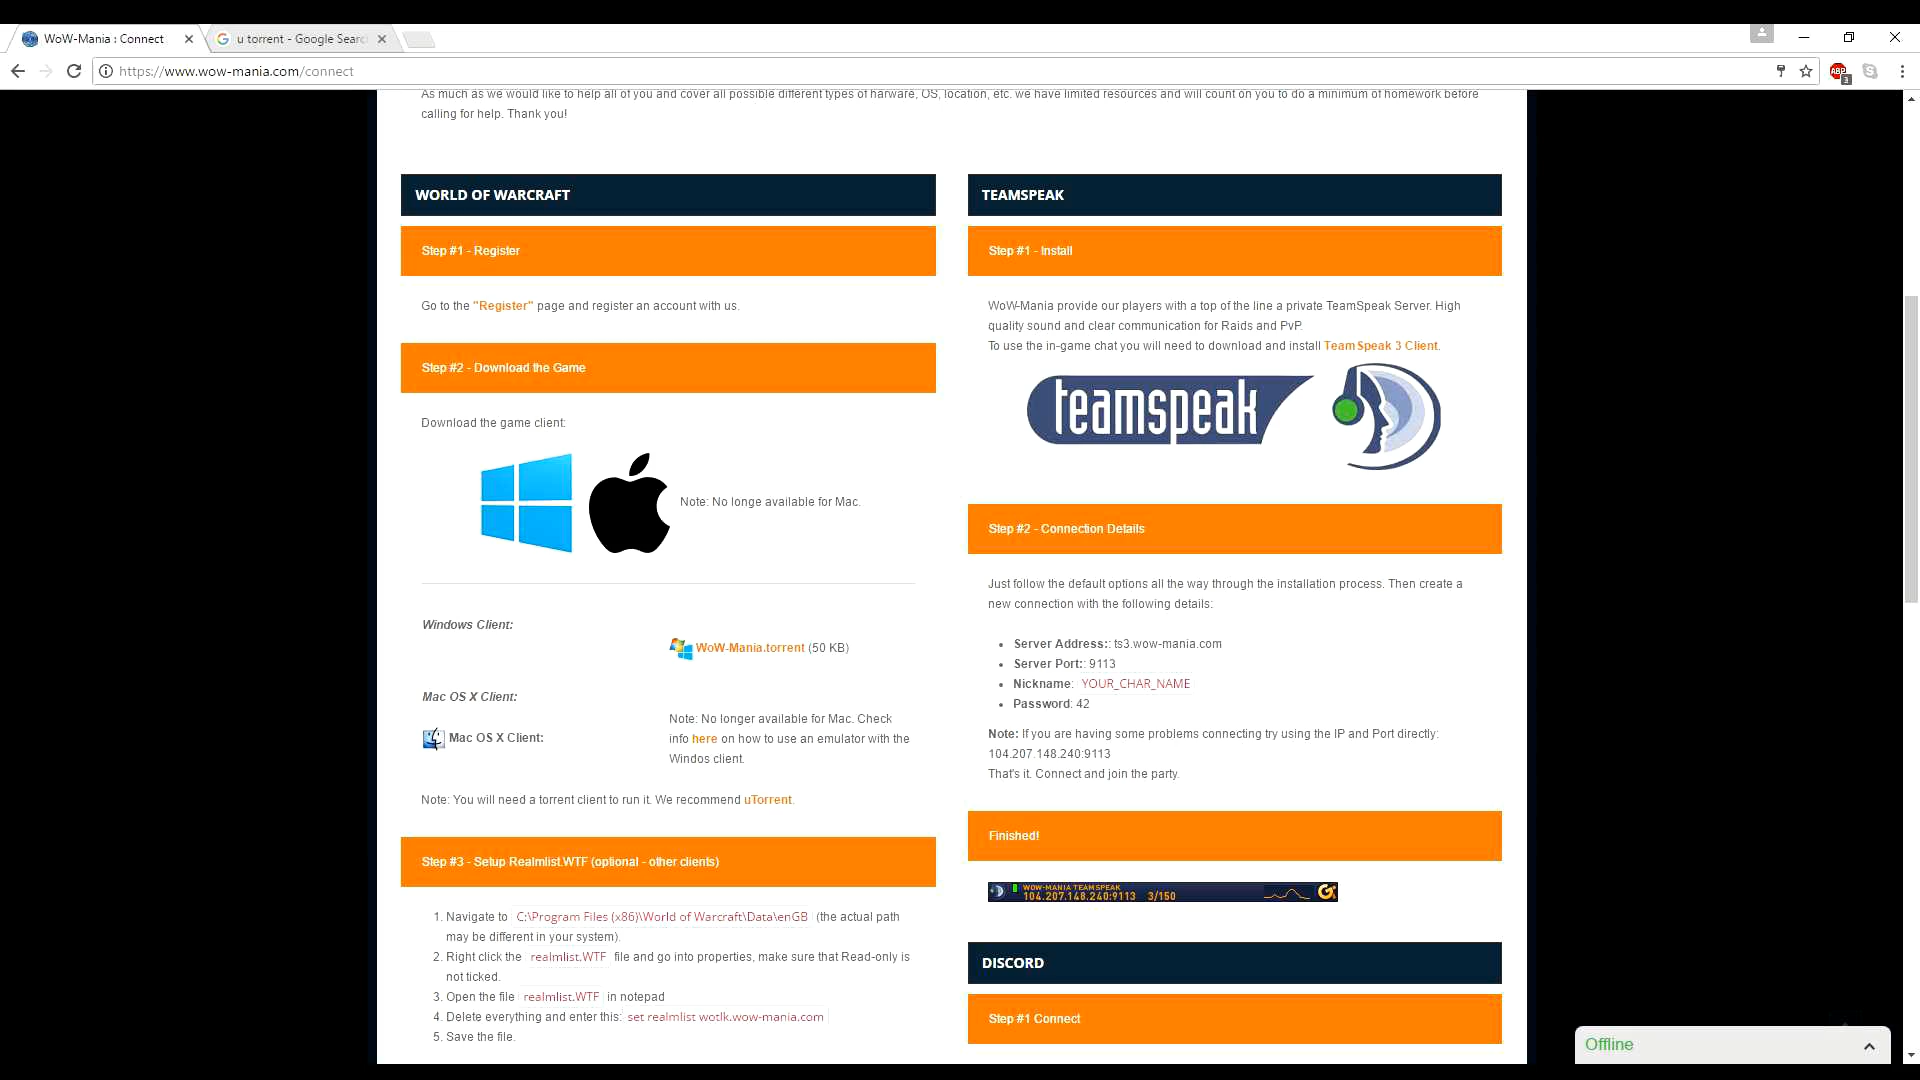 WoW-Mania : Connect
u torrent - Google Searc
https://www.wow-mania.com/connect
ABP
3
As much as we would like to help all of you and cover all possible different types of harware, OS, location, etc. we have limited resources and will count on you to do a minimum of homework before
calling for help. Thank you!
WORLD OF WARCRAFT
Step #1 - Register
Go to the "Register" page and register an account with us.
Step #2 - Download the Game
Download the game client:
Note: No longe available for Mac.
Windows Client:
WoW-Mania.torrent (50 KB)
Mac OS X Client:
Mac OS X Client:
Note: No longer available for Mac. Check
info here on how to use an emulator with the
Windos client.
Note: You will need a torrent client to run it. We recommend uTorrent.
Step #3 - Setup Realmlist.WTF (optional - other clients)
1. Navigate to C:\Program Files (x86)\World of Warcraft\Data\enGB (the actual path
may be different in your system).
2. Right click the realmlist.WTF file and go into properties, make sure that Read-only is
not ticked.
3. Open the file realmlist.WTF in notepad
4. Delete everything and enter this: set realmlist wotlk.wow-mania.com
5. Save the file.
TEAMSPEAK
Step #1 - Install
WoW-Mania provide our players with a top of the line a private TeamSpeak Server. High
quality sound and clear communication for Raids and PvP.
To use the in-game chat you will need to download and install TeamSpeak 3 Client.
teamspeak
Step #2 - Connection Details
Just follow the default options all the way through the installation process. Then create a
new connection with the following details:
• Server Address:: ts3.wow-mania.com
• Server Port:: 9113
• Nickname: YOUR_CHAR_NAME
• Password: 42
Note: If you are having some problems connecting try using the IP and Port directly:
104.207.148.240:9113
That's it. Connect and join the party.
Finished!
WOW-MANIA TEAMSPEAK
104.207.148.240:9113 3/150
DISCORD
Step #1 Connect
Offline